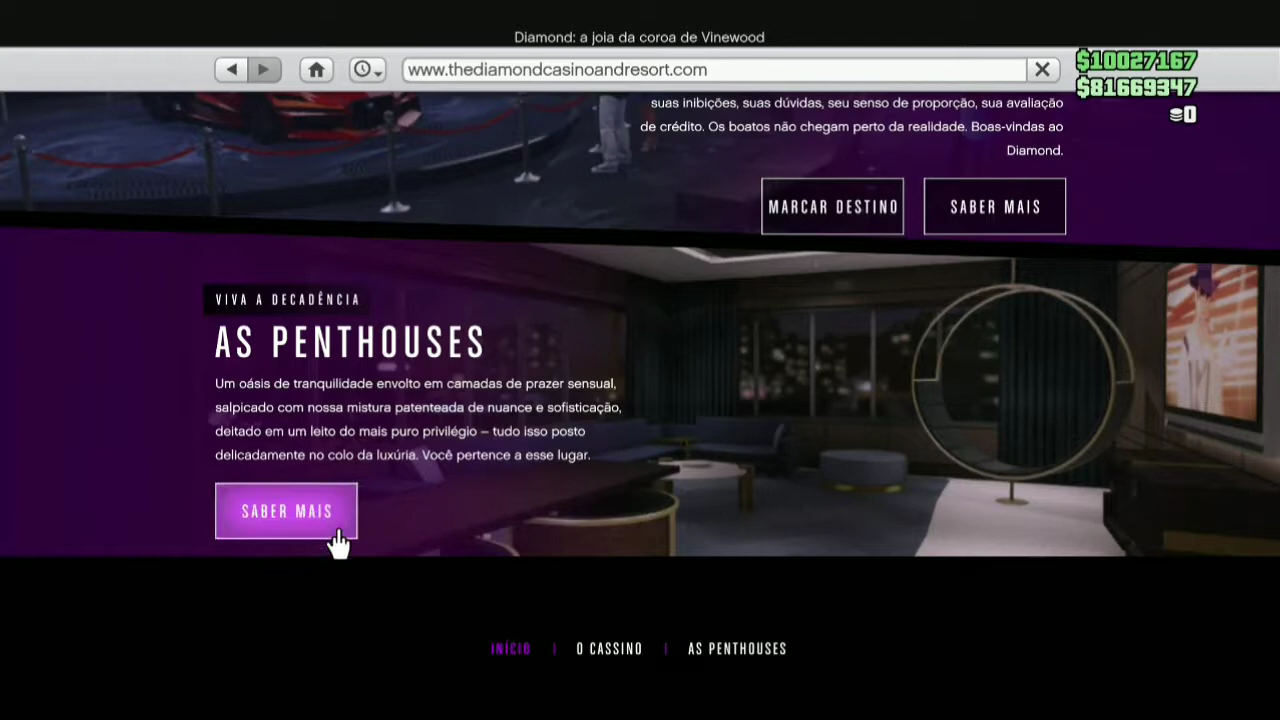 Diamond: a joia da coroa de Vinewood
www.thediamondcasinoandresort.com
$10027167
$81669347
0
suas inibições, suas dúvidas, seu senso de proporção, sua avaliação
de crédito. Os boatos não chegam perto da realidade. Boas-vindas ao
Diamond.
MARCAR DESTINO
SABER MAIS
VIVA A DECADÊNCIA
AS PENTHOUSES
Um oásis de tranquilidade envolto em camadas de prazer sensual,
salpicado com nossa mistura patenteada de nuance e sofisticação,
deitado em um leito do mais puro privilégio – tudo isso posto
delicadamente no colo da luxúria. Você pertence a esse lugar.
SABER MAIS
INÍCIO | O CASSINO | AS PENTHOUSES